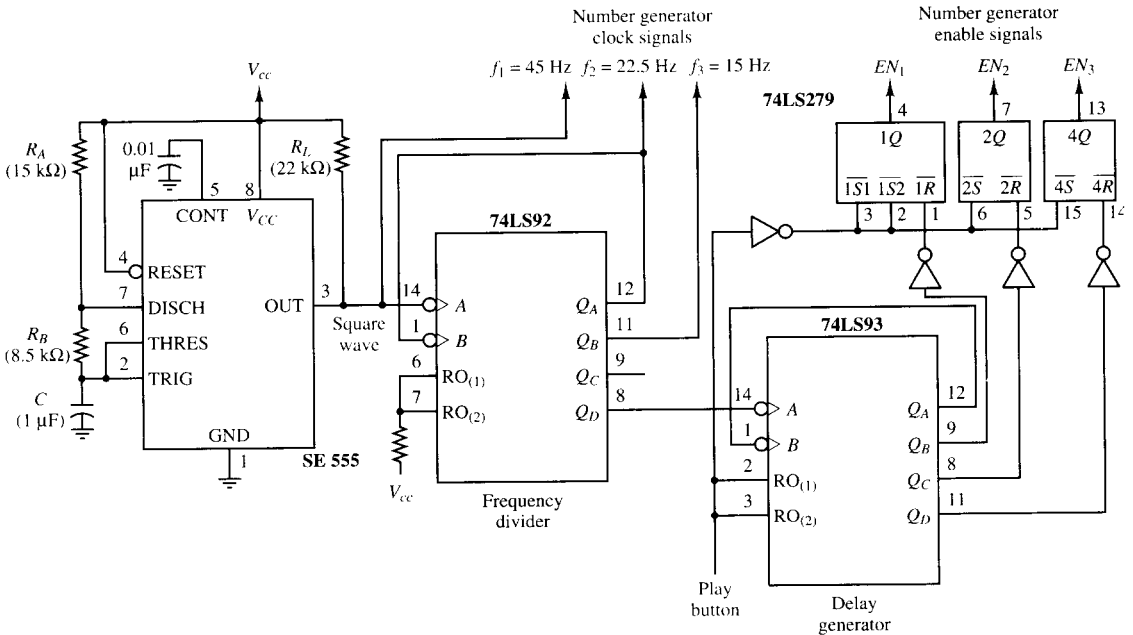 Number generator
clock signals
Number generator
enable signals
f₁ = 45 Hz f₂ = 22.5 Hz f₃ = 15 Hz
EN₁
EN₂
EN₃
V_cc
74LS279
4
7
13
1Q
2Q
4Q
1S̅1̅ 1S̅2̅ 1R̅
2S̅ 2R̅
4S̅ 4R̅
3 2 1
6 5
15 14
R_A
(15 kΩ)
0.01
μF
R_L
(22 kΩ)
5
8
CONT
V_CC
4
RESET
7
DISCH
OUT
3
Square
wave
R_B
(8.5 kΩ)
6
THRES
2
TRIG
C
(1 μF)
GND
1
SE 555
74LS92
14
A
1
B
6
RO₍₁₎
7
RO₍₂₎
Q_A
12
Q_B
11
Q_C
9
Q_D
8
V_cc
Frequency
divider
74LS93
14
A
1
B
2
RO₍₁₎
3
RO₍₂₎
Q_A
12
Q_B
9
Q_C
8
Q_D
11
Play
button
Delay
generator